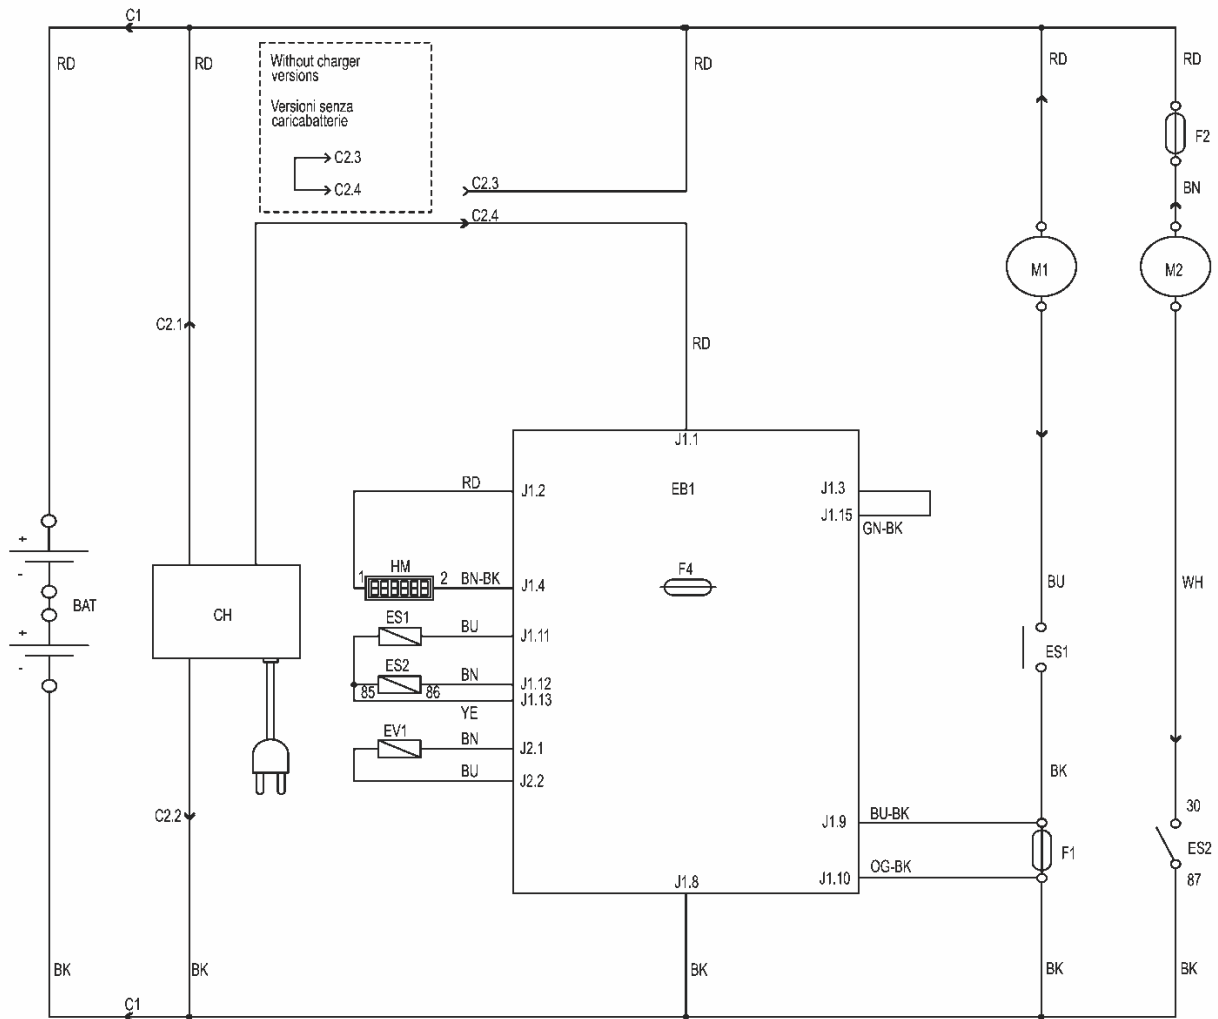 C1
RD
RD
Without charger
versions
Versioni senza
caricabatterie
C2.3
C2.4
RD
RD
RD
F2
BN
C2.3
C2.4
M1
M2
C2.1
RD
J1.1
RD
J1.2
EB1
J1.3
J1.15
GN-BK
+
-
BAT
+
-
CH
1
HM
2
BN-BK
J1.4
F4
BU
WH
ES1
BU
J1.11
ES2
BN
J1.12
85
86
J1.13
YE
EV1
BN
J2.1
BU
J2.2
ES1
BK
C2.2
J1.9
BU-BK
30
F1
ES2
J1.10
OG-BK
87
J1.8
BK
BK
BK
BK
BK
C1